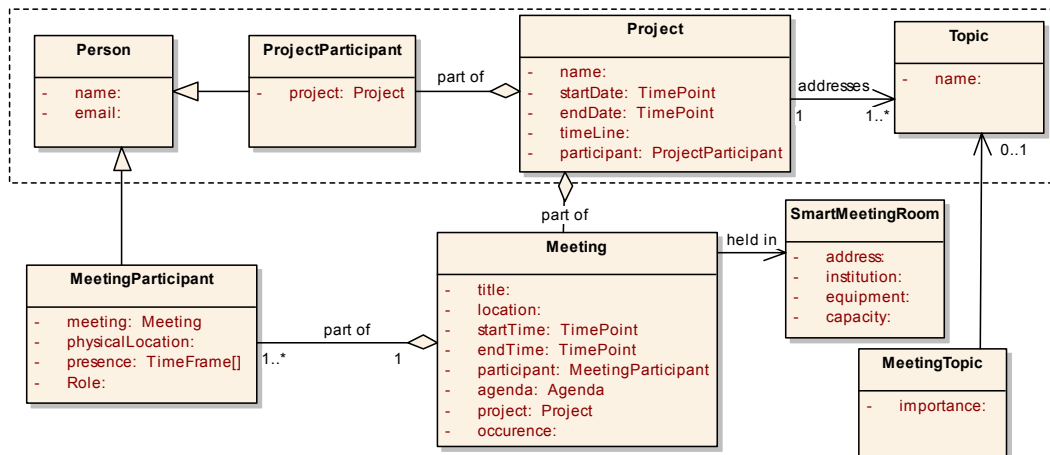 Person
- name:
- email:
ProjectParticipant
- project: Project
part of
Project
- name:
- startDate: TimePoint
- endDate: TimePoint
- timeLine:
- participant: ProjectParticipant
addresses
1
1..*
Topic
- name:
0..1
part of
MeetingParticipant
- meeting: Meeting
- physicalLocation:
- presence: TimeFrame[]
- Role:
part of
1..*
1
Meeting
- title:
- location:
- startTime: TimePoint
- endTime: TimePoint
- participant: MeetingParticipant
- agenda: Agenda
- project: Project
- occurence:
held in
SmartMeetingRoom
- address:
- institution:
- equipment:
- capacity:
MeetingTopic
- importance: